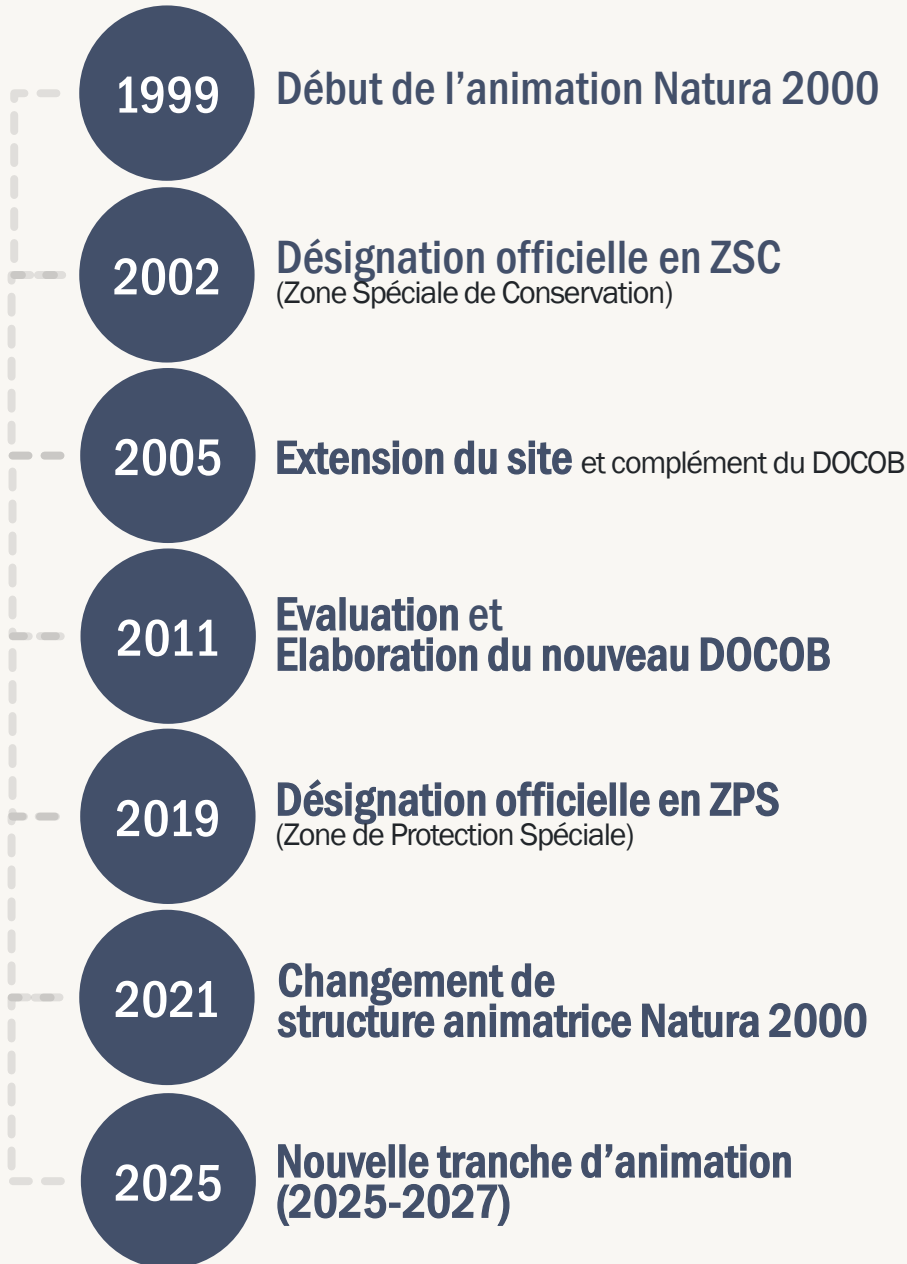 1999
Début de l’animation Natura 2000
2002
Désignation officielle en ZSC
(Zone Spéciale de Conservation)
2005
Extension du site et complément du DOCOB
2011
Evaluation et
Elaboration du nouveau DOCOB
2019
Désignation officielle en ZPS
(Zone de Protection Spéciale)
2021
Changement de
structure animatrice Natura 2000
2025
Nouvelle tranche d’animation
(2025-2027)